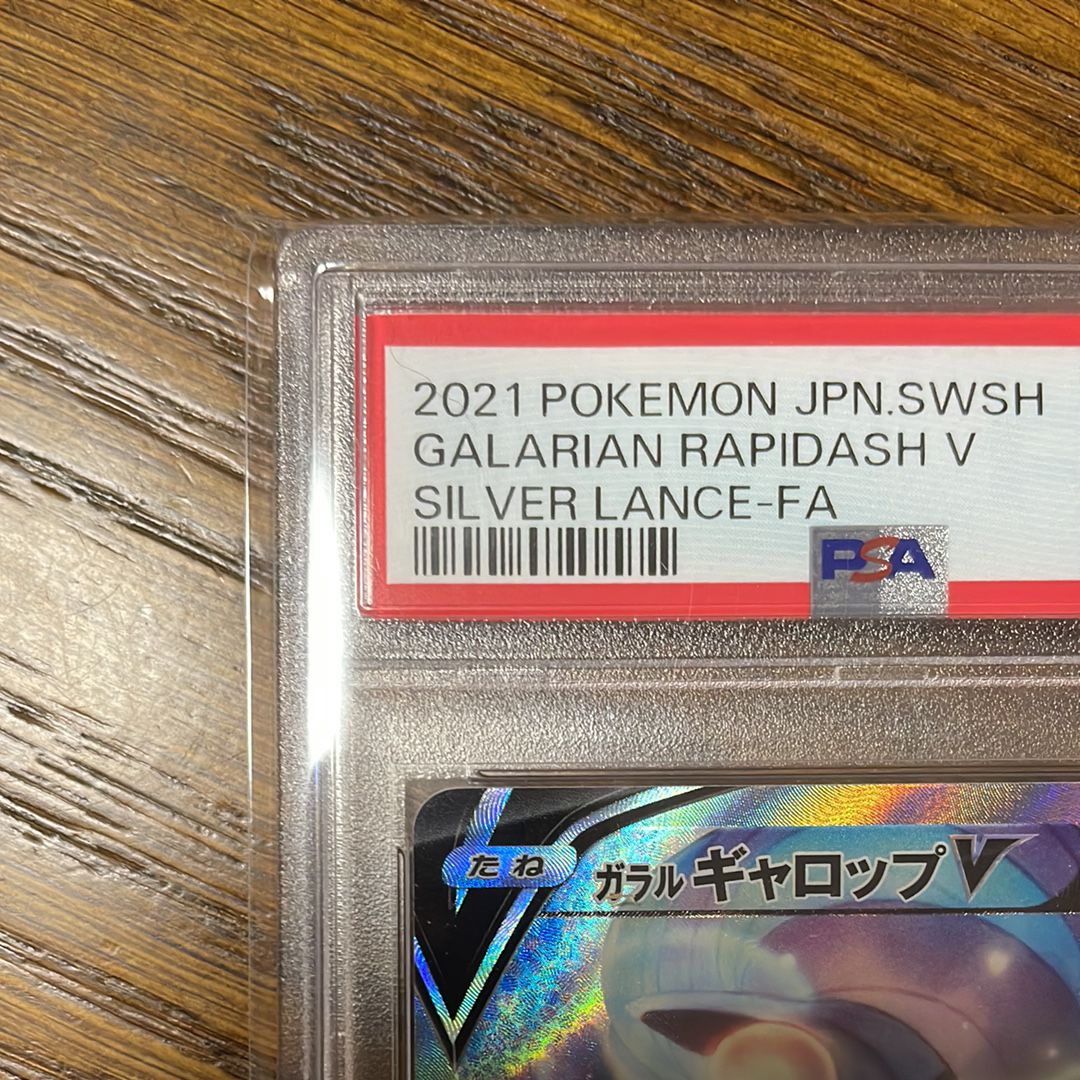 2021 POKEMON JPN.SWSH
GALARIAN RAPIDASH V
SILVER LANCE-FA
PSA
たね ガラル ギャロップV